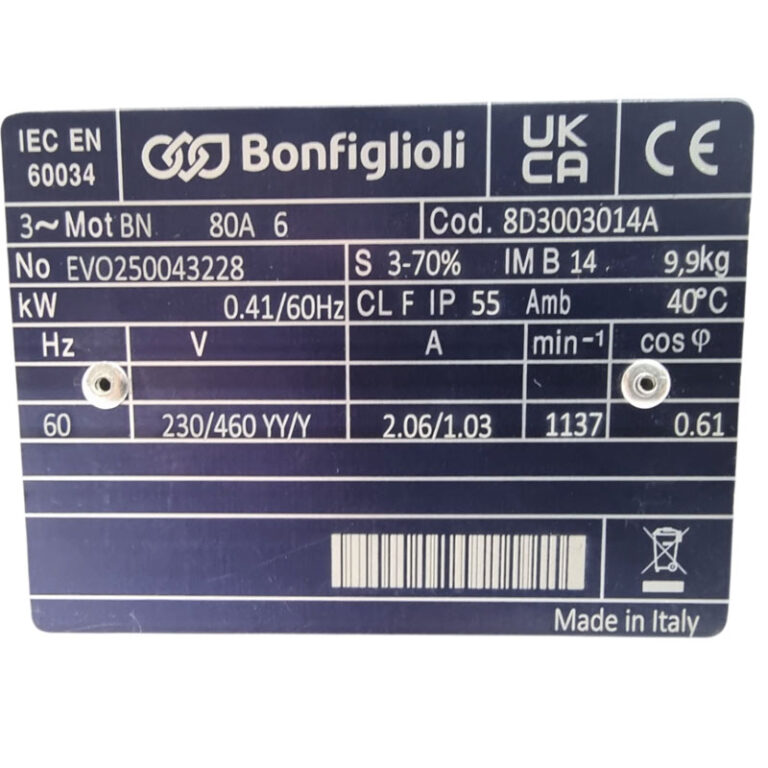 IEC EN
60034
Bonfiglioli
UK
CA
CE
3~ Mot BN 80A 6
Cod. 8D3003014A
No EVO250043228
S 3-70% IM B 14 9,9kg
kW 0.41/60Hz
CL F IP 55 Amb 40°C
Hz V A min⁻¹ cos φ
60 230/460 YY/Y 2.06/1.03 1137 0.61
Made in Italy